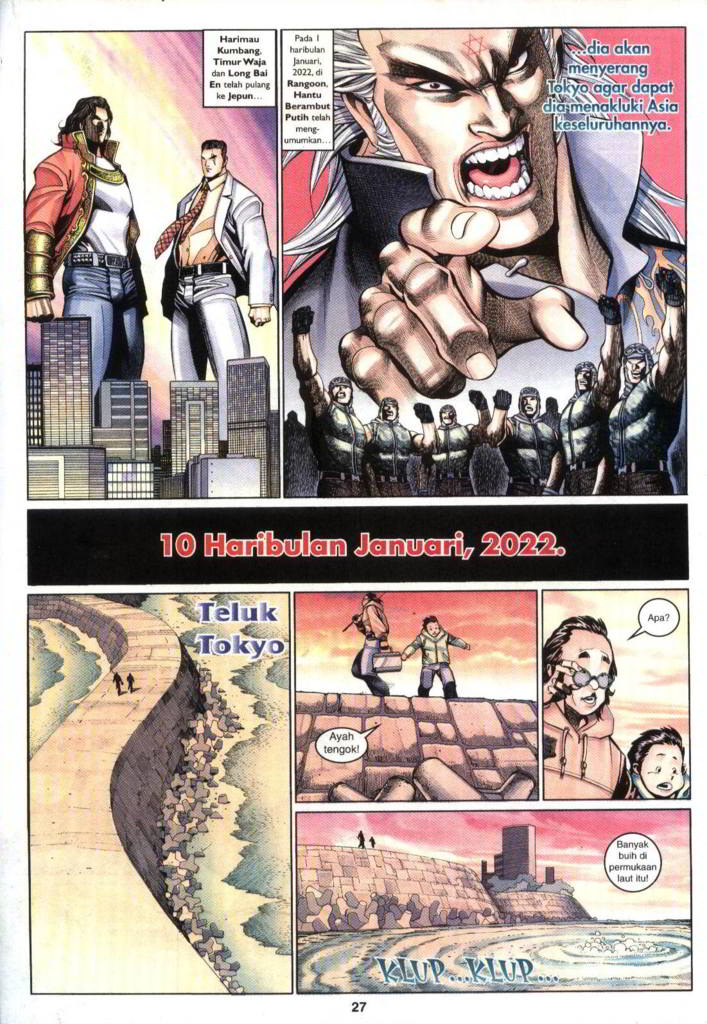 Harimau
Kumbang,
Timur Waja
dan Long Bai
En telah pulang
ke Jepun...
Pada 1
haribulan
Januari,
2022, di
Rangoon,
Hantu
Berambut
Putih telah
meng-
umumkan...
...dia akan
menyerang
Tokyo agar dapat
dia menakluki Asia
keseluruhannya.
10 Haribulan Januari, 2022.
Teluk
Tokyo
Ayah
tengok!
Apa?
Banyak
buih di
permukaan
laut itu!
KLUP...KLUP...
27